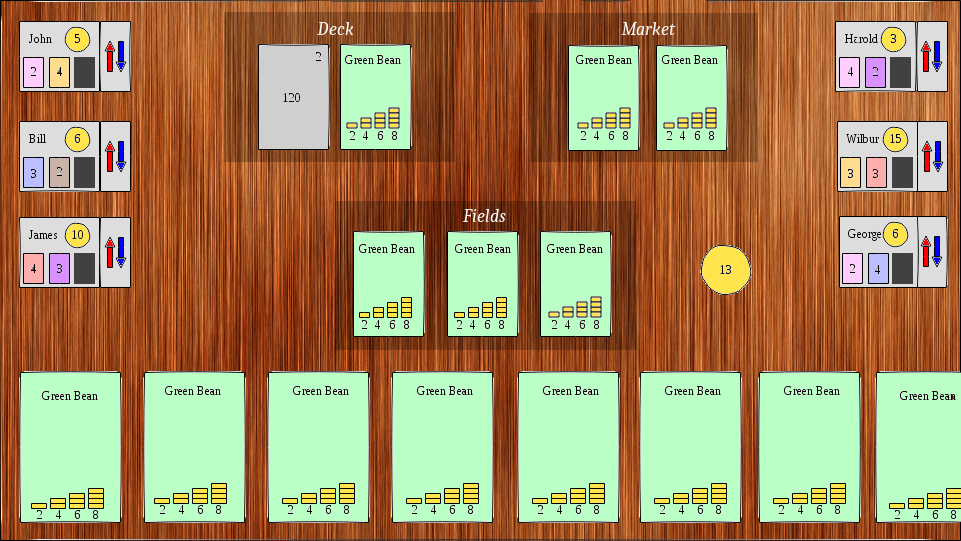 John 5
2 4
Bill 6
3 2
James 10
4 3
Deck
2
120
Green Bean
2 4 6 8
Market
Green Bean
2 4 6 8
Green Bean
2 4 6 8
Harold 3
4 2
Wilbur 15
3 3
George 6
2 4
Fields
Green Bean
2 4 6 8
Green Bean
2 4 6 8
Green Bean
2 4 6 8
13
Green Bean
2 4 6 8
Green Bean
2 4 6 8
Green Bean
2 4 6 8
Green Bean
2 4 6 8
Green Bean
2 4 6 8
Green Bean
2 4 6 8
Green Bean
2 4 6 8
Green Bean
2 4 6 8